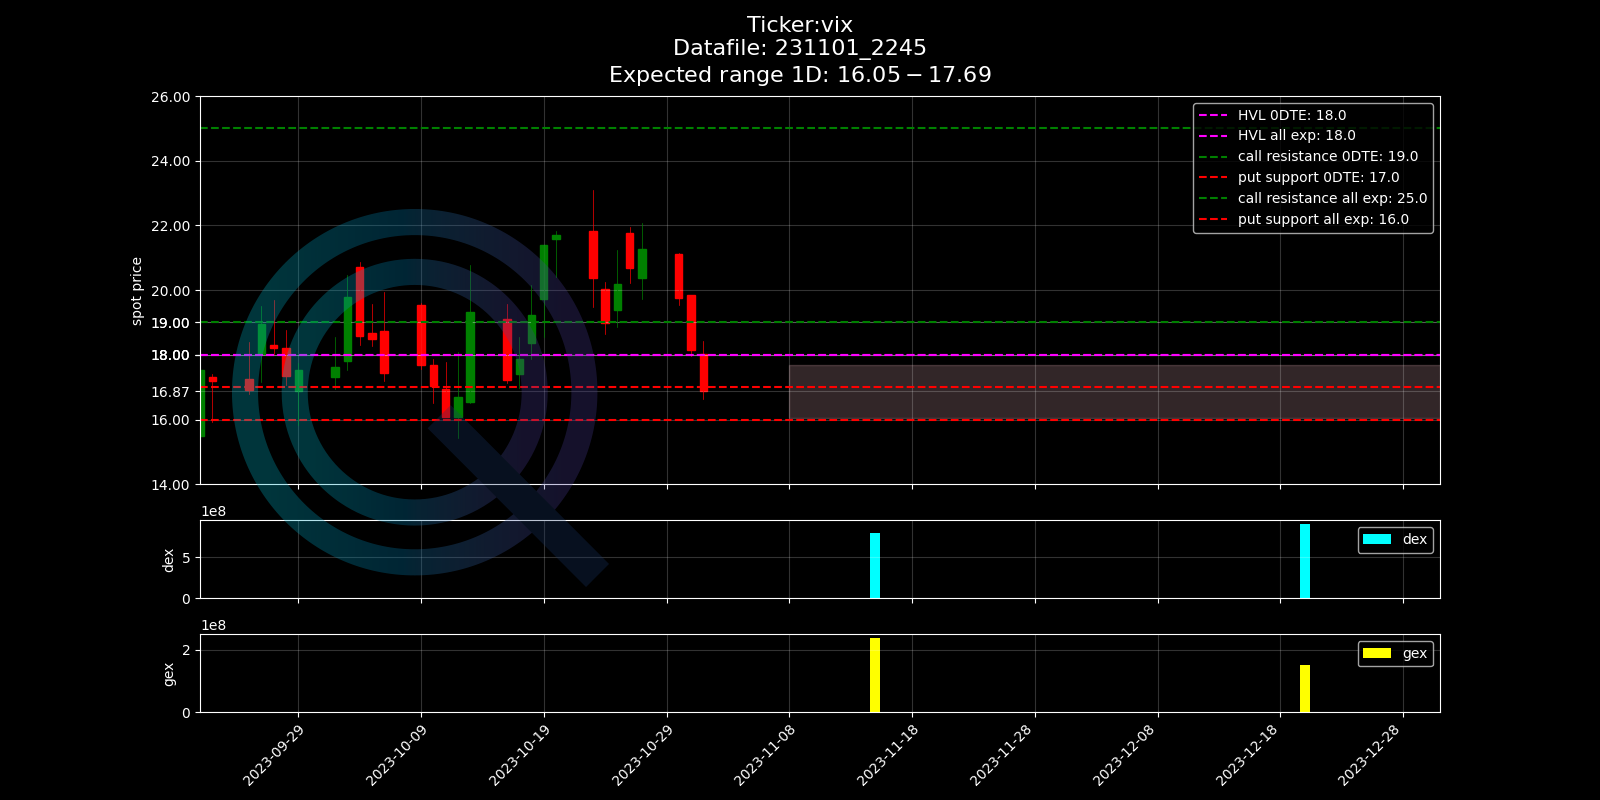 Ticker:vix
Datafile: 231101_2245
Expected range 1D: 16.05 − 17.69
26.00
24.00
22.00
20.00
19.00
18.00
16.87
16.00
14.00
spot price
HVL 0DTE: 18.0
HVL all exp: 18.0
call resistance 0DTE: 19.0
put support 0DTE: 17.0
call resistance all exp: 25.0
put support all exp: 16.0
1e8
5
0
dex
dex
1e8
2
0
gex
gex
2023-09-29
2023-10-09
2023-10-19
2023-10-29
2023-11-08
2023-11-18
2023-11-28
2023-12-08
2023-12-18
2023-12-28